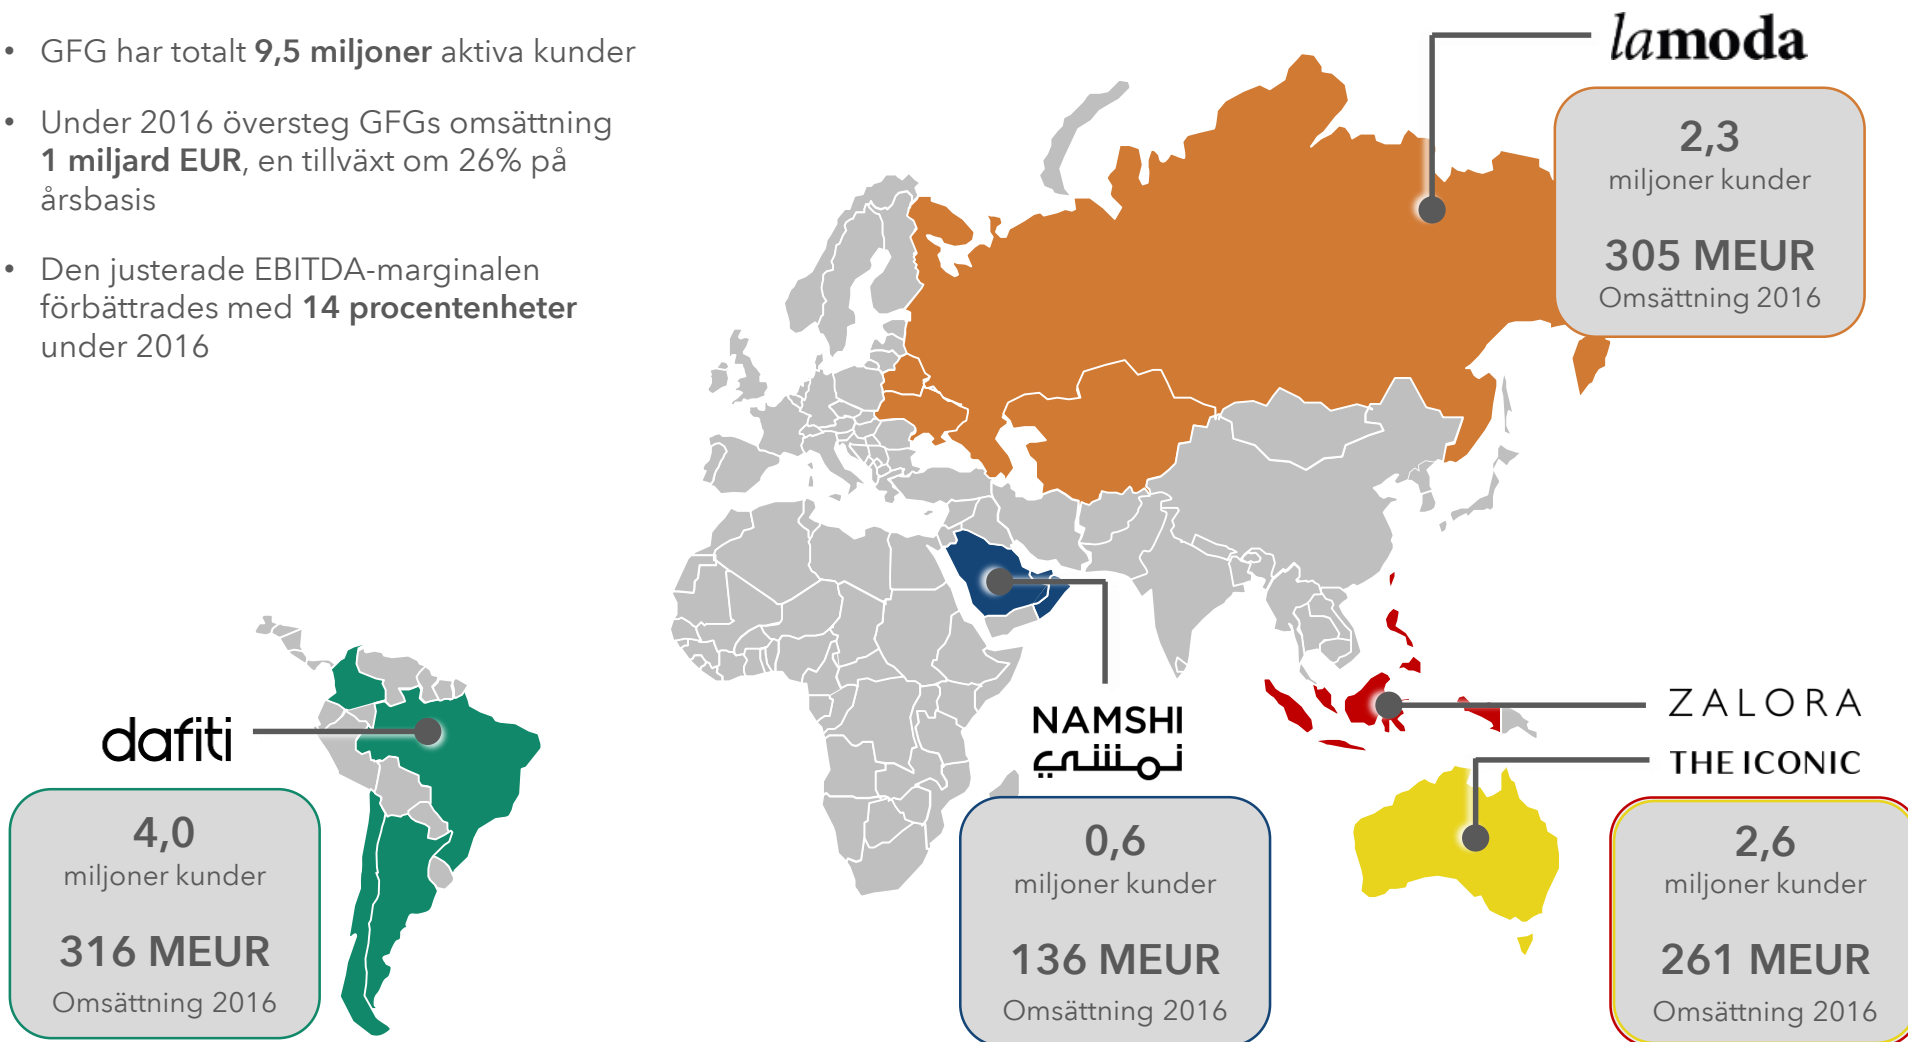 • GFG har totalt 9,5 miljoner aktiva kunder
• Under 2016 översteg GFGs omsättning
1 miljard EUR, en tillväxt om 26% på
årsbasis
• Den justerade EBITDA-marginalen
förbättrades med 14 procentenheter
under 2016
lamoda
2,3
miljoner kunder
305 MEUR
Omsättning 2016
dafiti
4,0
miljoner kunder
316 MEUR
Omsättning 2016
NAMSHI
نمشي
0,6
miljoner kunder
136 MEUR
Omsättning 2016
ZALORA
THE ICONIC
2,6
miljoner kunder
261 MEUR
Omsättning 2016